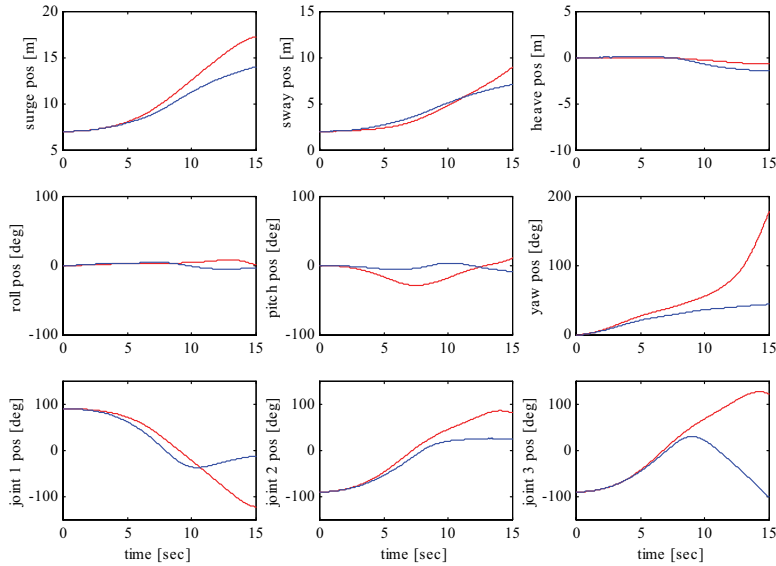 surge pos [m]
20
15
10
5
0 5 10 15
sway pos [m]
15
10
5
0
0 5 10 15
heave pos [m]
5
0
-5
-10
0 5 10 15
roll pos [deg]
100
0
-100
0 5 10 15
pitch pos [deg]
100
0
-100
0 5 10 15
yaw pos [deg]
200
100
0
0 5 10 15
joint 1 pos [deg]
100
0
-100
0 5 10 15
time [sec]
joint 2 pos [deg]
100
0
-100
0 5 10 15
time [sec]
joint 3 pos [deg]
100
0
-100
0 5 10 15
time [sec]